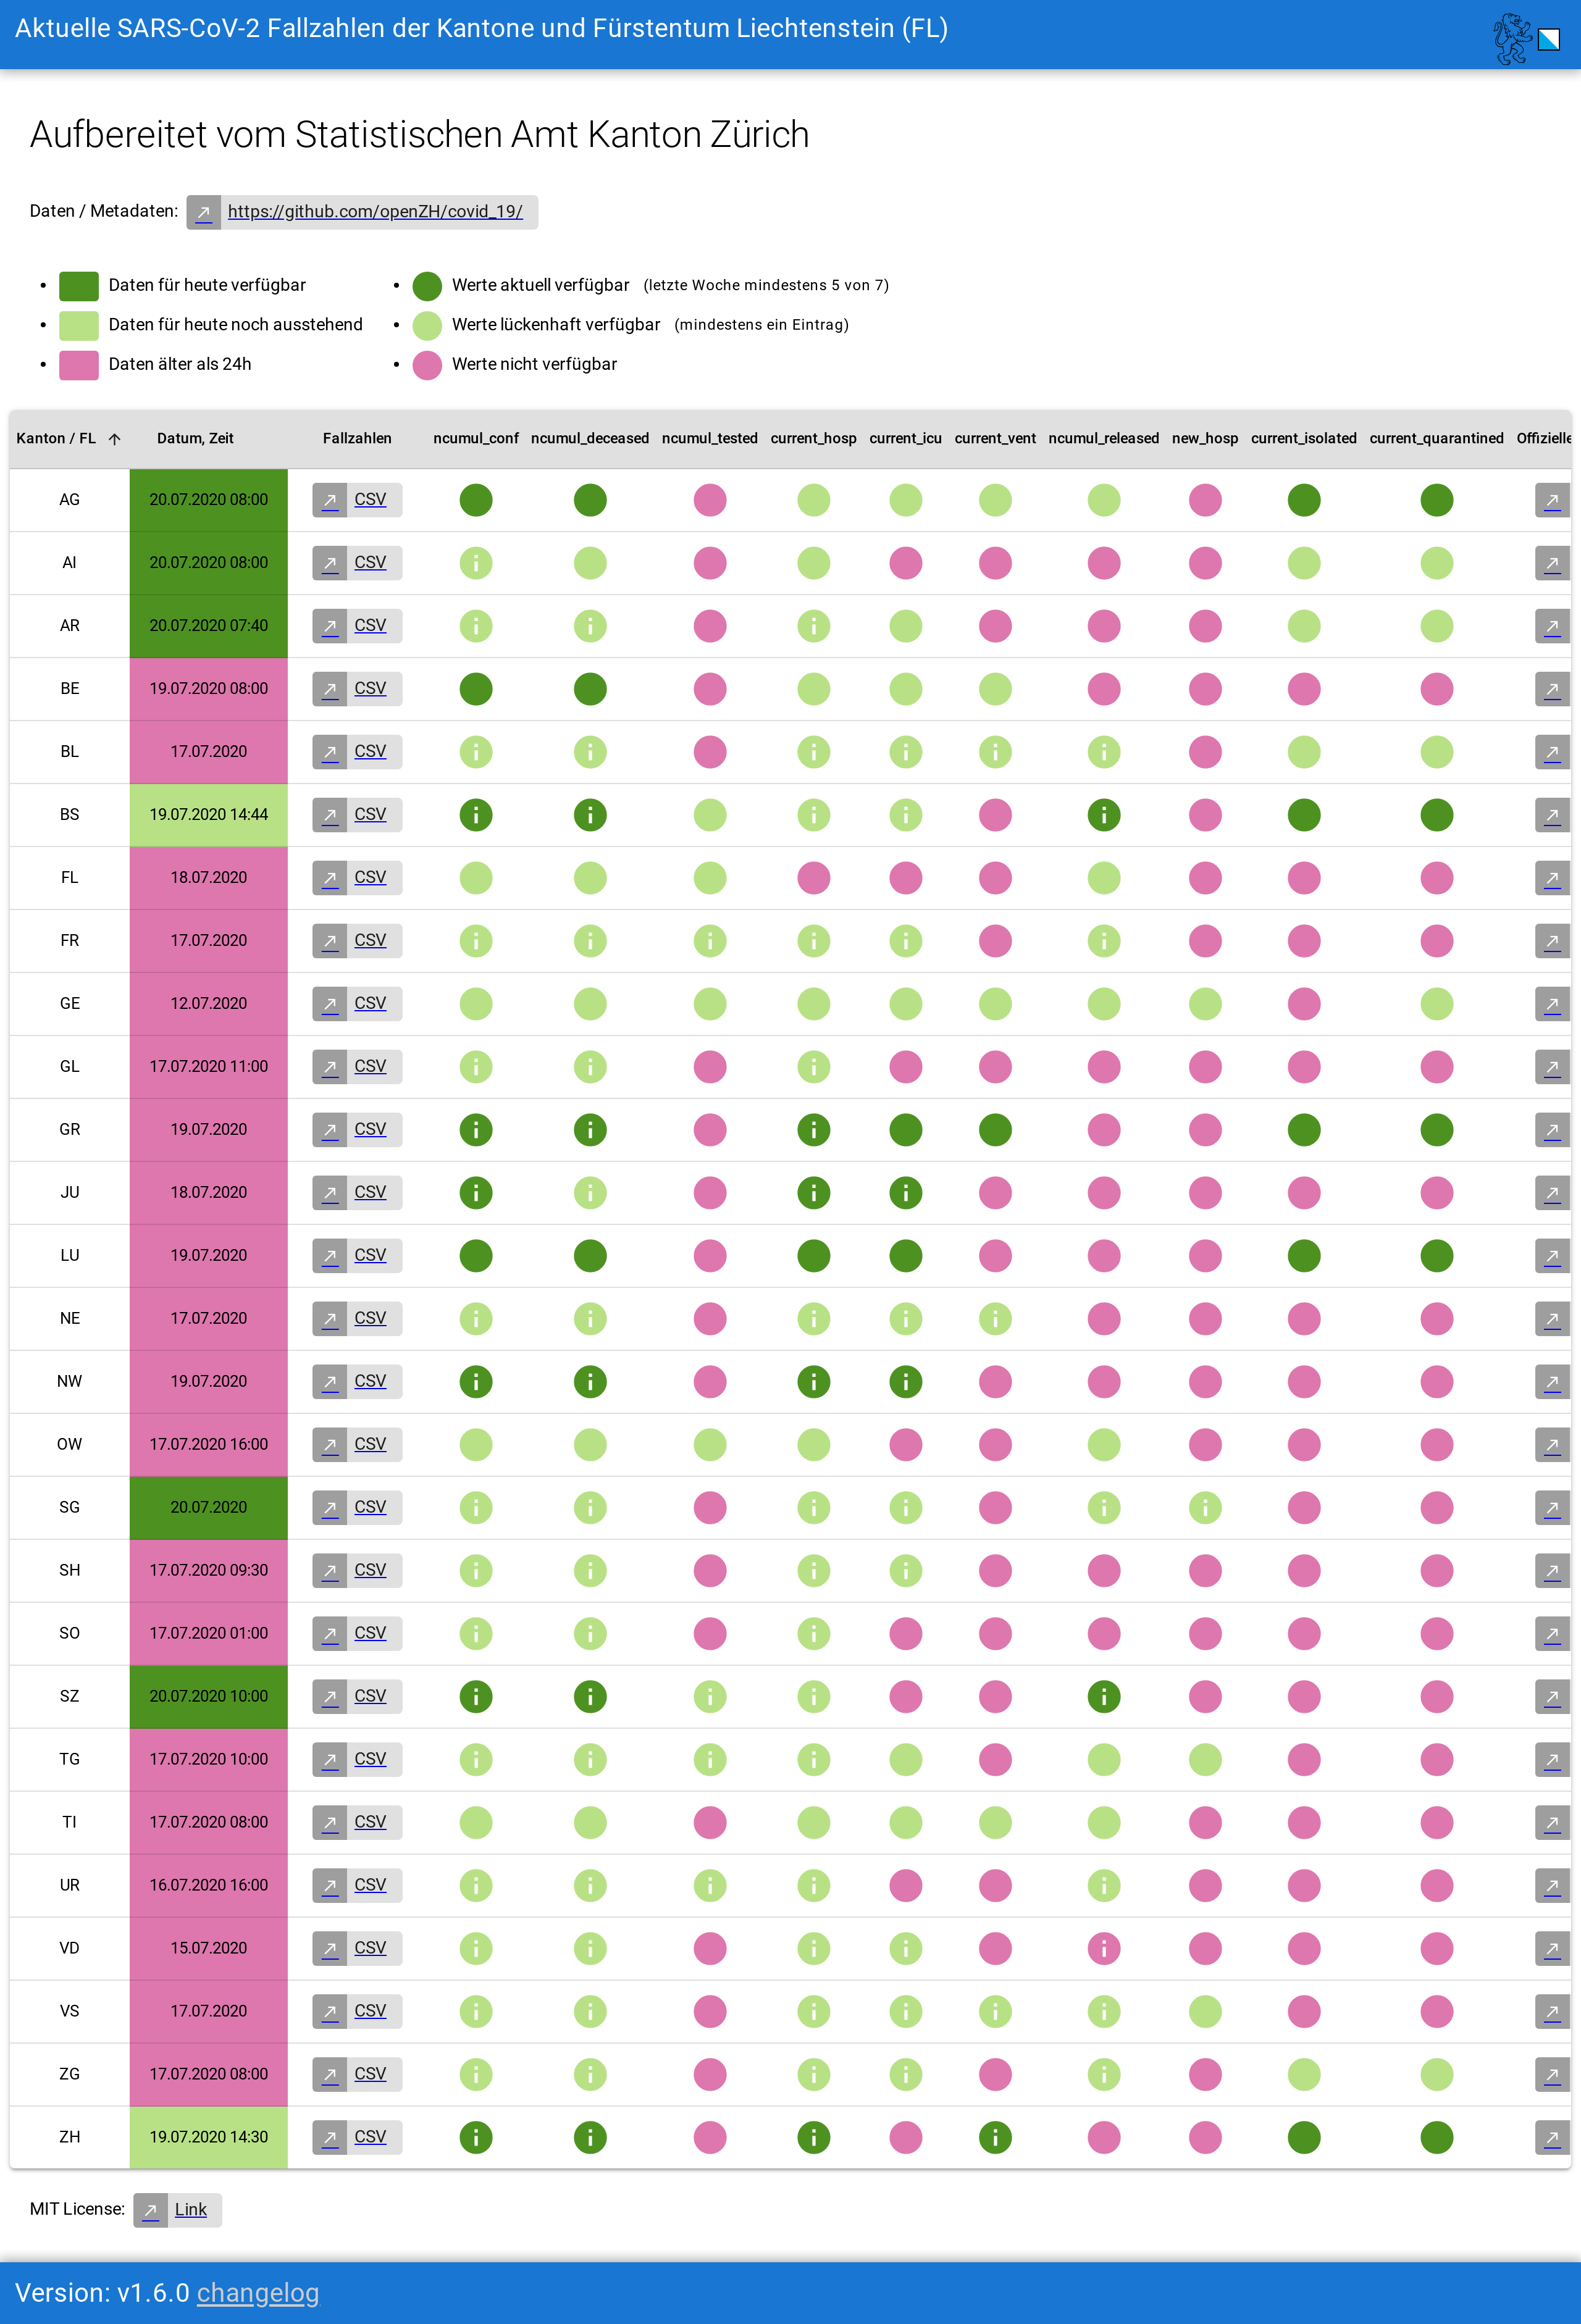 Aktuelle SARS-CoV-2 Fallzahlen der Kantone und Fürstentum Liechtenstein (FL)
Aufbereitet vom Statistischen Amt Kanton Zürich
Daten / Metadaten: https://github.com/openZH/covid_19/
Daten für heute verfügbar
Daten für heute noch ausstehend
Daten älter als 24h
Werte aktuell verfügbar (letzte Woche mindestens 5 von 7)
Werte lückenhaft verfügbar (mindestens ein Eintrag)
Werte nicht verfügbar
Kanton / FL Datum, Zeit Fallzahlen ncumul_conf ncumul_deceased ncumul_tested current_hosp current_icu current_vent ncumul_released new_hosp current_isolated current_quarantined Offizielle
AG 20.07.2020 08:00 CSV
AI 20.07.2020 08:00 CSV
AR 20.07.2020 07:40 CSV
BE 19.07.2020 08:00 CSV
BL 17.07.2020 CSV
BS 19.07.2020 14:44 CSV
FL 18.07.2020 CSV
FR 17.07.2020 CSV
GE 12.07.2020 CSV
GL 17.07.2020 11:00 CSV
GR 19.07.2020 CSV
JU 18.07.2020 CSV
LU 19.07.2020 CSV
NE 17.07.2020 CSV
NW 19.07.2020 CSV
OW 17.07.2020 16:00 CSV
SG 20.07.2020 CSV
SH 17.07.2020 09:30 CSV
SO 17.07.2020 01:00 CSV
SZ 20.07.2020 10:00 CSV
TG 17.07.2020 10:00 CSV
TI 17.07.2020 08:00 CSV
UR 16.07.2020 16:00 CSV
VD 15.07.2020 CSV
VS 17.07.2020 CSV
ZG 17.07.2020 08:00 CSV
ZH 19.07.2020 14:30 CSV
MIT License: Link
Version: v1.6.0 changelog